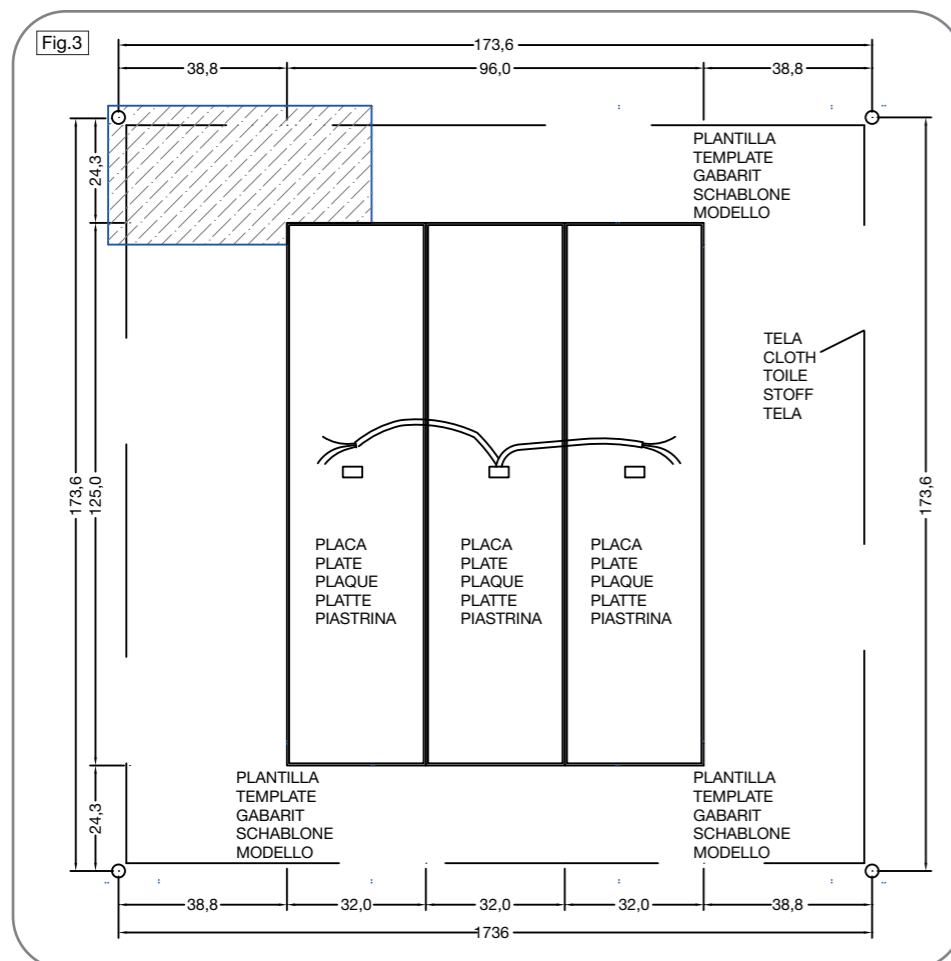 Fig.3
173,6
38,8
96,0
38,8
PLANTILLA
TEMPLATE
GABARIT
SCHABLONE
MODELLO
24,3
TELA
CLOTH
TOILE
STOFF
TELA
173,6
125,0
173,6
PLACA
PLATE
PLAQUE
PLATTE
PIASTRINA
PLACA
PLATE
PLAQUE
PLATTE
PIASTRINA
PLACA
PLATE
PLAQUE
PLATTE
PIASTRINA
24,3
PLANTILLA
TEMPLATE
GABARIT
SCHABLONE
MODELLO
PLANTILLA
TEMPLATE
GABARIT
SCHABLONE
MODELLO
38,8
32,0
32,0
32,0
38,8
1736